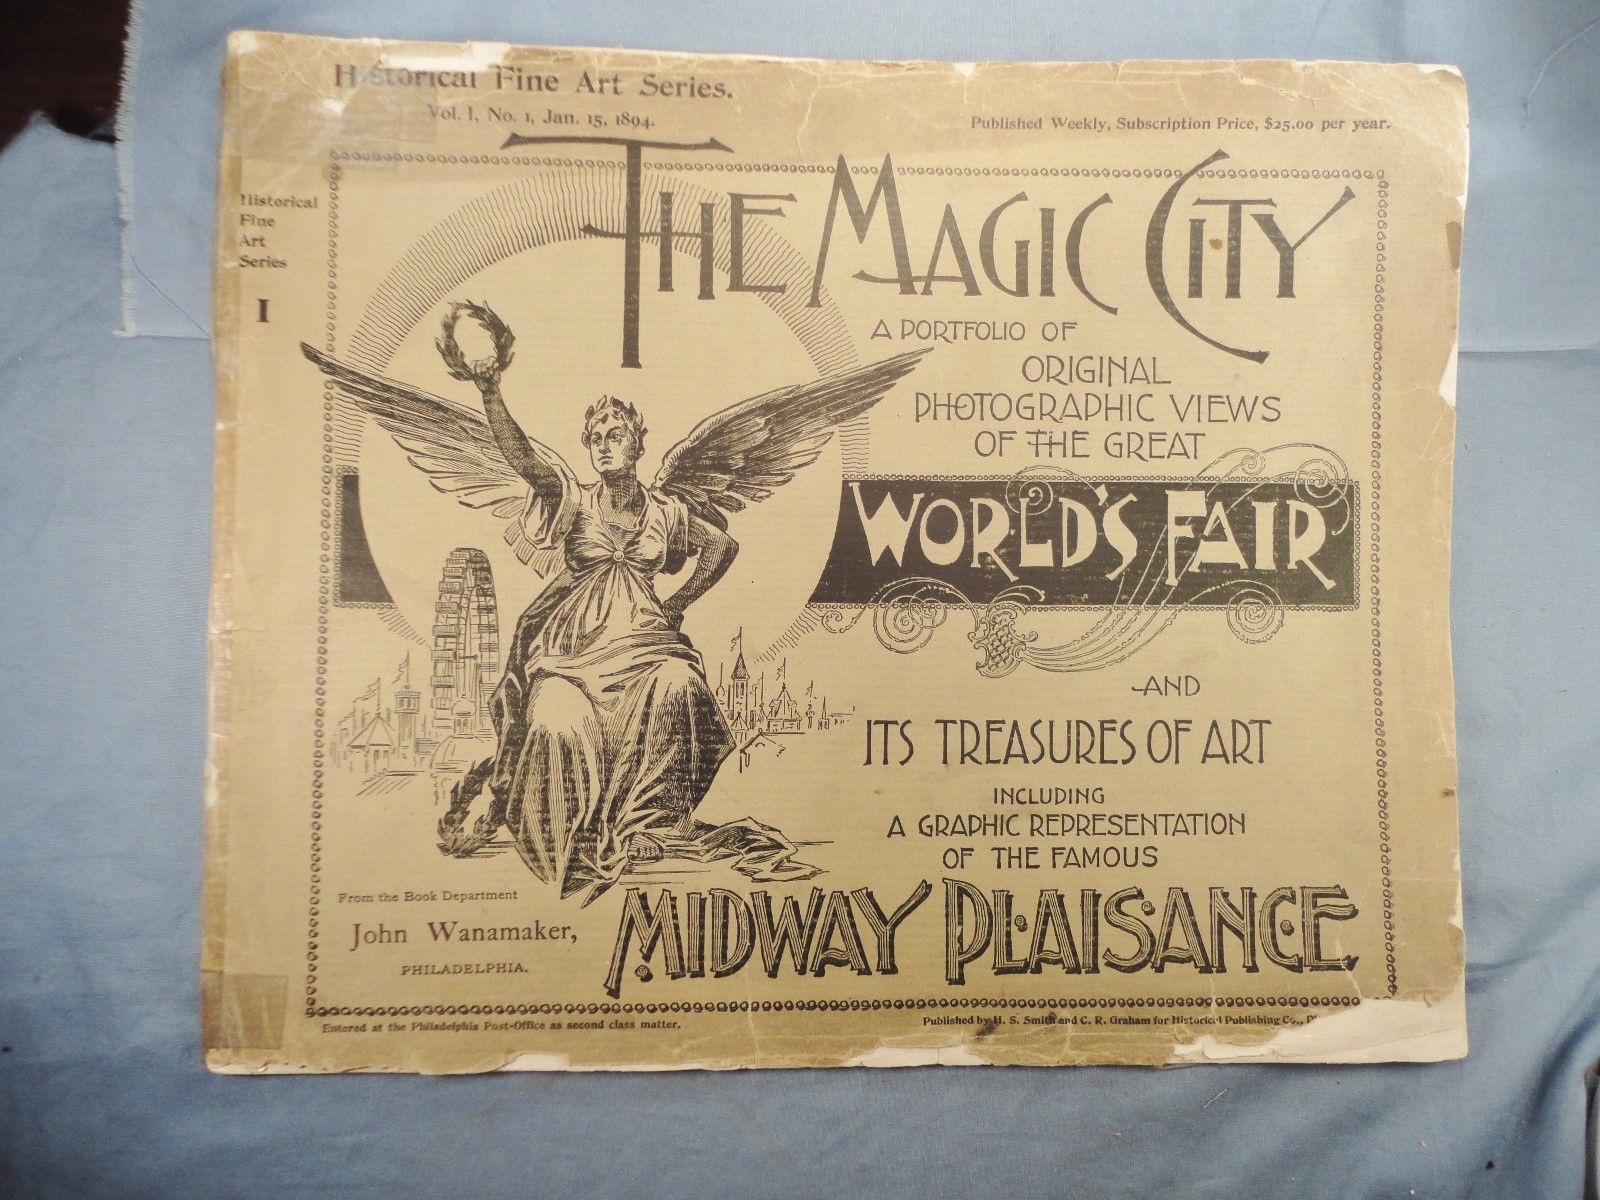 Historical Fine Art Series.
Vol. I, No. 1, Jan. 15, 1894.
Published Weekly, Subscription Price, $25.00 per year.
Historical
Fine
Art
Series
I
THE MAGIC CITY
A PORTFOLIO OF
ORIGINAL
PHOTOGRAPHIC VIEWS
OF THE GREAT
WORLD'S FAIR
AND
ITS TREASURES OF ART
INCLUDING
A GRAPHIC REPRESENTATION
OF THE FAMOUS
MIDWAY PLAISANCE
From the Book Department
John Wanamaker,
PHILADELPHIA.
Entered at the Philadelphia Post-Office as second class matter.
Published by H. S. Smith and C. R. Graham for Historical Publishing Co.,